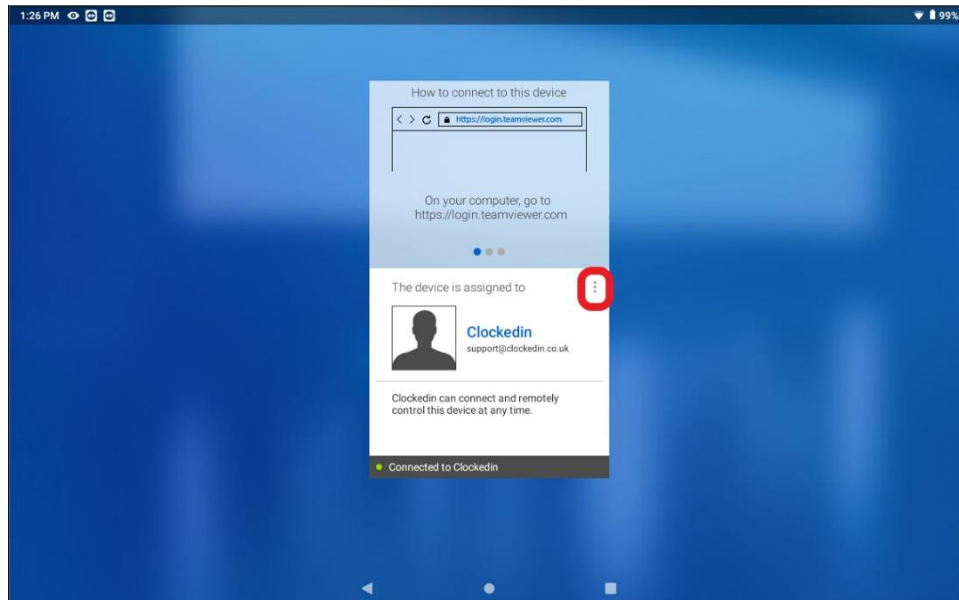 1:26 PM
99%
How to connect to this device
https://login.teamviewer.com
On your computer, go to
https://login.teamviewer.com
The device is assigned to
Clockedin
support@clockedin.co.uk
Clockedin can connect and remotely
control this device at any time.
Connected to Clockedin